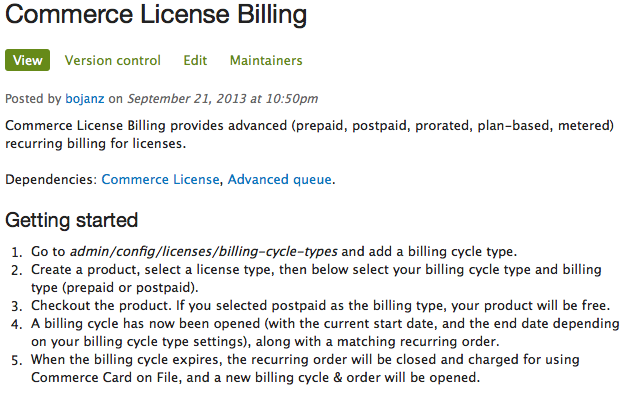 Commerce License Billing
View Version control Edit Maintainers
Posted by bojanz on September 21, 2013 at 10:50pm
Commerce License Billing provides advanced (prepaid, postpaid, prorated, plan-based, metered)
recurring billing for licenses.
Dependencies: Commerce License, Advanced queue.
Getting started
1. Go to admin/config/licenses/billing-cycle-types and add a billing cycle type.
2. Create a product, select a license type, then below select your billing cycle type and billing
type (prepaid or postpaid).
3. Checkout the product. If you selected postpaid as the billing type, your product will be free.
4. A billing cycle has now been opened (with the current start date, and the end date depending
on your billing cycle type settings), along with a matching recurring order.
5. When the billing cycle expires, the recurring order will be closed and charged for using
Commerce Card on File, and a new billing cycle & order will be opened.